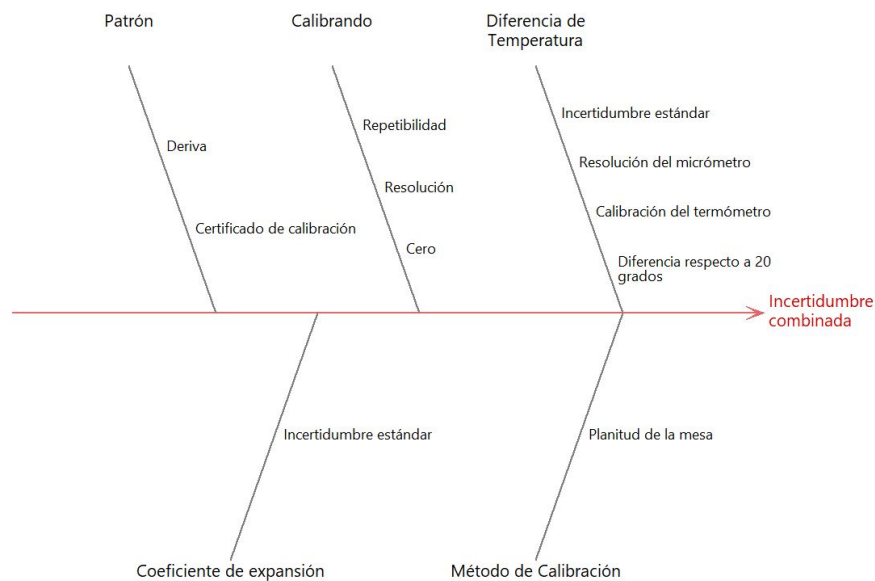 Patrón
Calibrando
Diferencia de
Temperatura
Deriva
Certificado de calibración
Repetibilidad
Resolución
Cero
Incertidumbre estándar
Resolución del micrómetro
Calibración del termómetro
Diferencia respecto a 20
grados
Incertidumbre
combinada
Incertidumbre estándar
Planitud de la mesa
Coeficiente de expansión
Método de Calibración